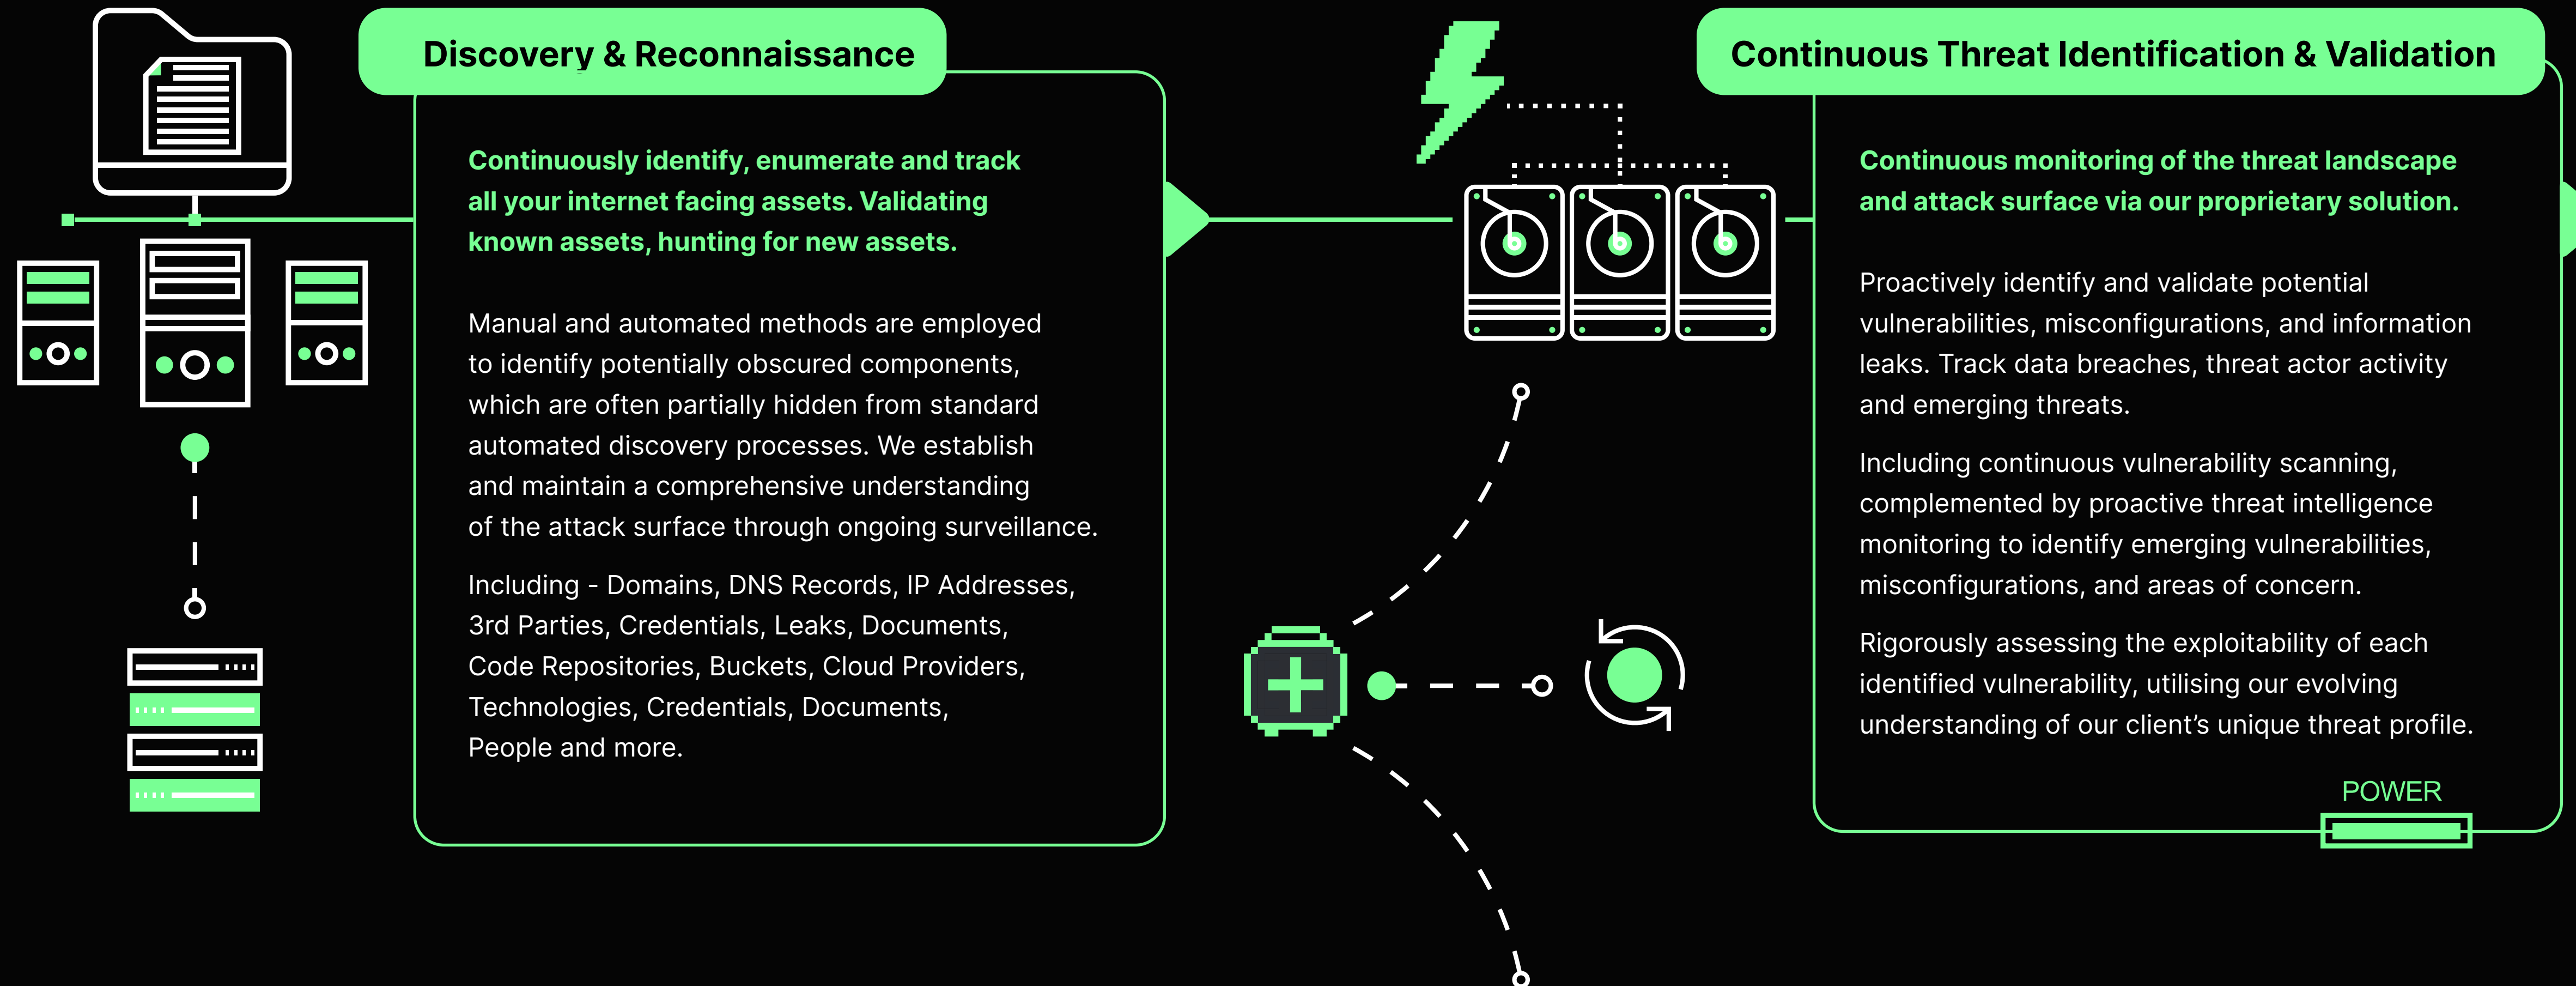 Discovery & Reconnaissance
Continuously identify, enumerate and track
all your internet facing assets. Validating
known assets, hunting for new assets.
Manual and automated methods are employed
to identify potentially obscured components,
which are often partially hidden from standard
automated discovery processes. We establish
and maintain a comprehensive understanding
of the attack surface through ongoing surveillance.
Including - Domains, DNS Records, IP Addresses,
3rd Parties, Credentials, Leaks, Documents,
Code Repositories, Buckets, Cloud Providers,
Technologies, Credentials, Documents,
People and more.
Continuous Threat Identification & Validation
Continuous monitoring of the threat landscape
and attack surface via our proprietary solution.
Proactively identify and validate potential
vulnerabilities, misconfigurations, and information
leaks. Track data breaches, threat actor activity
and emerging threats.
Including continuous vulnerability scanning,
complemented by proactive threat intelligence
monitoring to identify emerging vulnerabilities,
misconfigurations, and areas of concern.
Rigorously assessing the exploitability of each
identified vulnerability, utilising our evolving
understanding of our client’s unique threat profile.
POWER